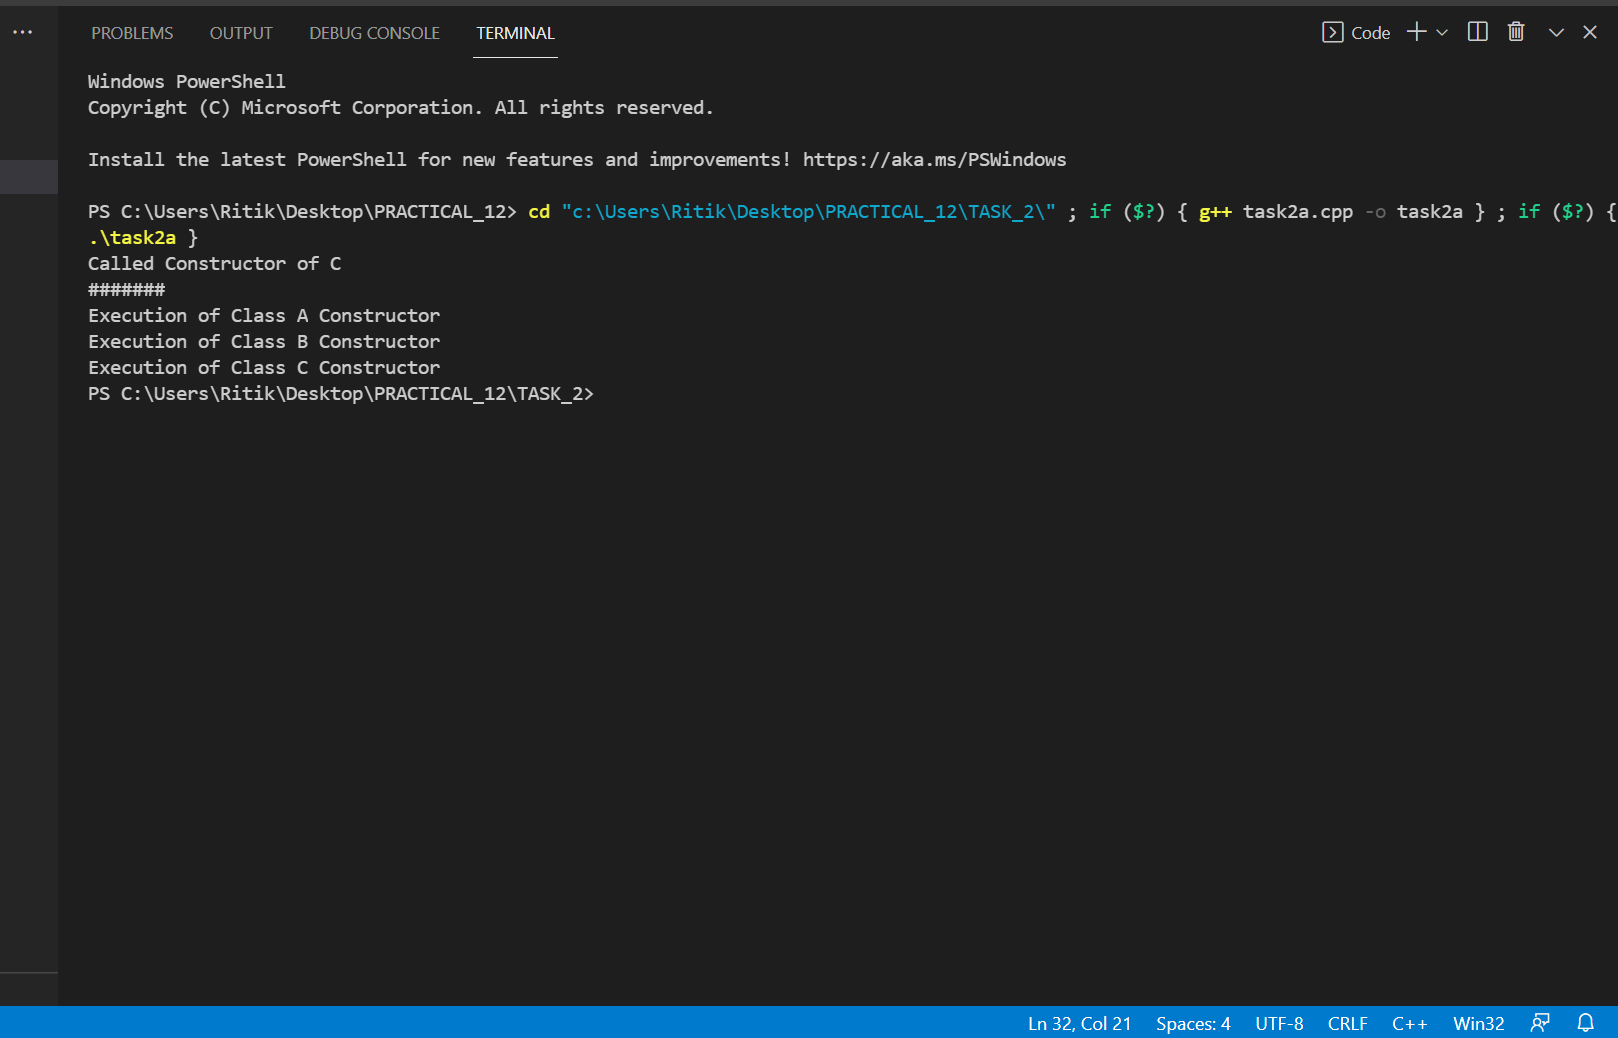 PROBLEMS OUTPUT DEBUG CONSOLE TERMINAL Code
Windows PowerShell
Copyright (C) Microsoft Corporation. All rights reserved.
Install the latest PowerShell for new features and improvements! https://aka.ms/PSWindows
PS C:\Users\Ritik\Desktop\PRACTICAL_12> cd "c:\Users\Ritik\Desktop\PRACTICAL_12\TASK_2\" ; if ($?) { g++ task2a.cpp -o task2a } ; if ($?) {
.\task2a }
Called Constructor of C
#######
Execution of Class A Constructor
Execution of Class B Constructor
Execution of Class C Constructor
PS C:\Users\Ritik\Desktop\PRACTICAL_12\TASK_2>
Ln 32, Col 21 Spaces: 4 UTF-8 CRLF C++ Win32